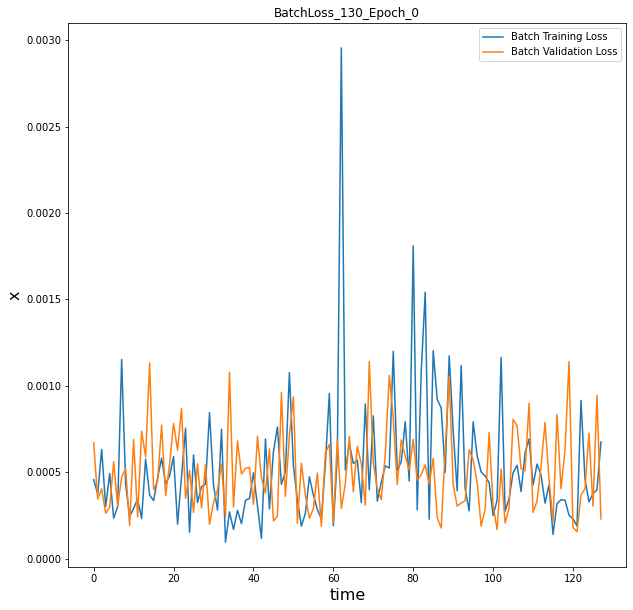 BatchLoss_130_Epoch_0
Batch Training Loss
Batch Validation Loss
0.0030
0.0025
0.0020
0.0015
0.0010
0.0005
0.0000
x
0 20 40 60 80 100 120
time